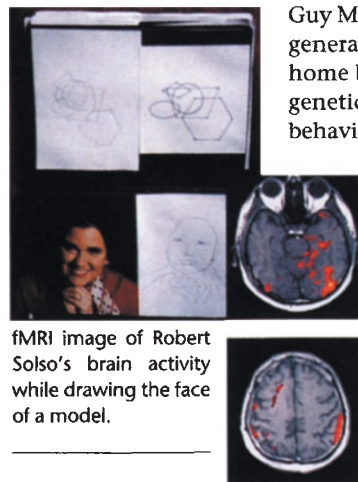 Guy M
genera
home b
genetic
behavi
fMRI image of Robert
Solso's brain activity
while drawing the face
of a model.